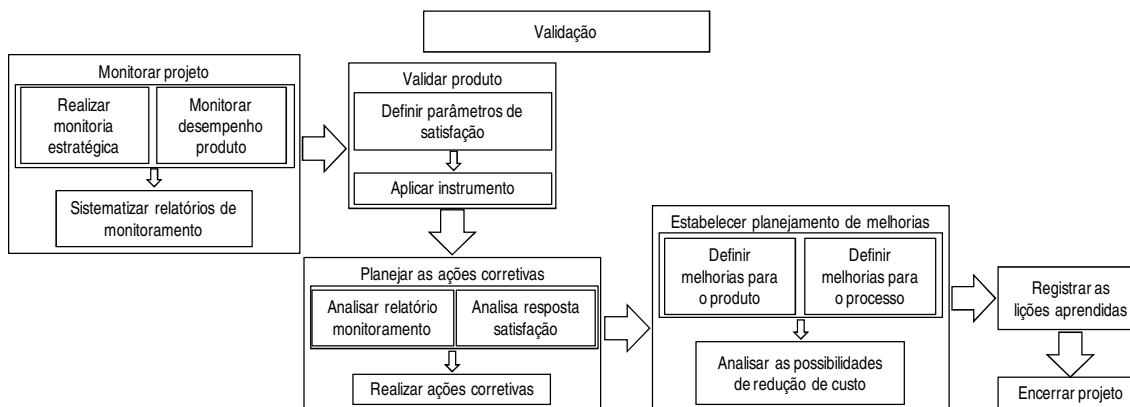 Validação
Monitorar projeto
Realizar
monitoria
estratégica
Monitorar
desempenho
produto
Sistematizar relatórios de
monitoramento
Validar produto
Definir parâmetros de
satisfação
Aplicar instrumento
Planejar as ações corretivas
Analisar relatório
monitoramento
Analisa resposta
satisfação
Realizar ações corretivas
Estabelecer planejamento de melhorias
Definir
melhorias para
o produto
Definir
melhorias para
o processo
Analisar as possibilidades
de redução de custo
Registrar as
lições aprendidas
Encerrar projeto